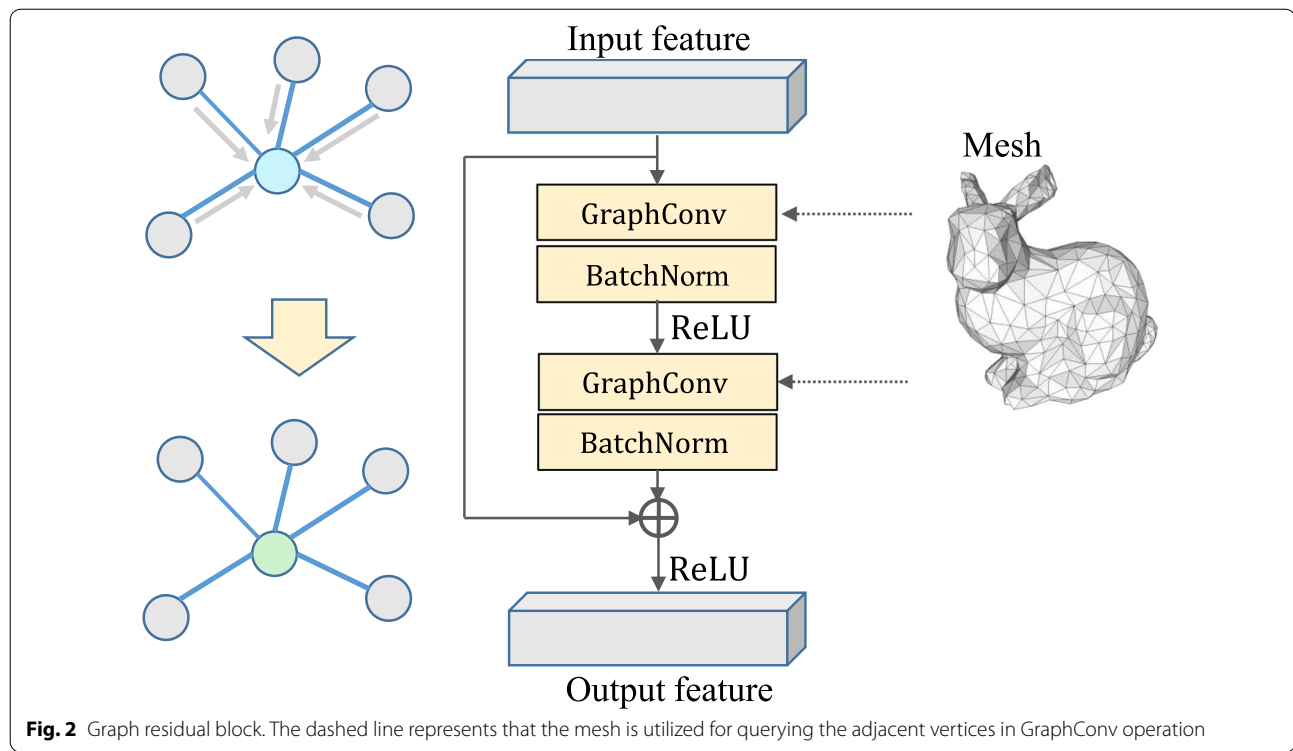 Input feature
Mesh
GraphConv
BatchNorm
ReLU
GraphConv
BatchNorm
ReLU
Output feature
Fig. 2 Graph residual block. The dashed line represents that the mesh is utilized for querying the adjacent vertices in GraphConv operation